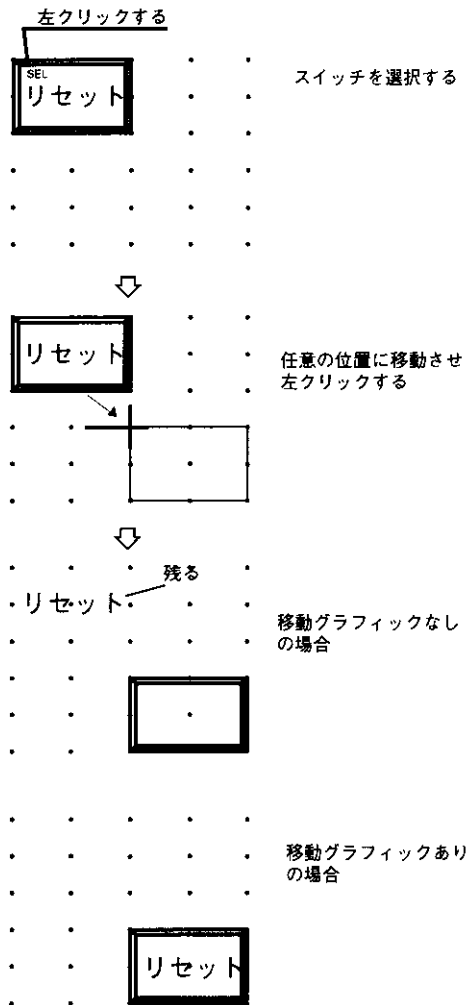 左クリックする
SEL
リセット
スイッチを選択する
リセット
任意の位置に移動させ
左クリックする
残る
リセット
移動グラフィックなし
の場合
移動グラフィックあり
の場合
リセット